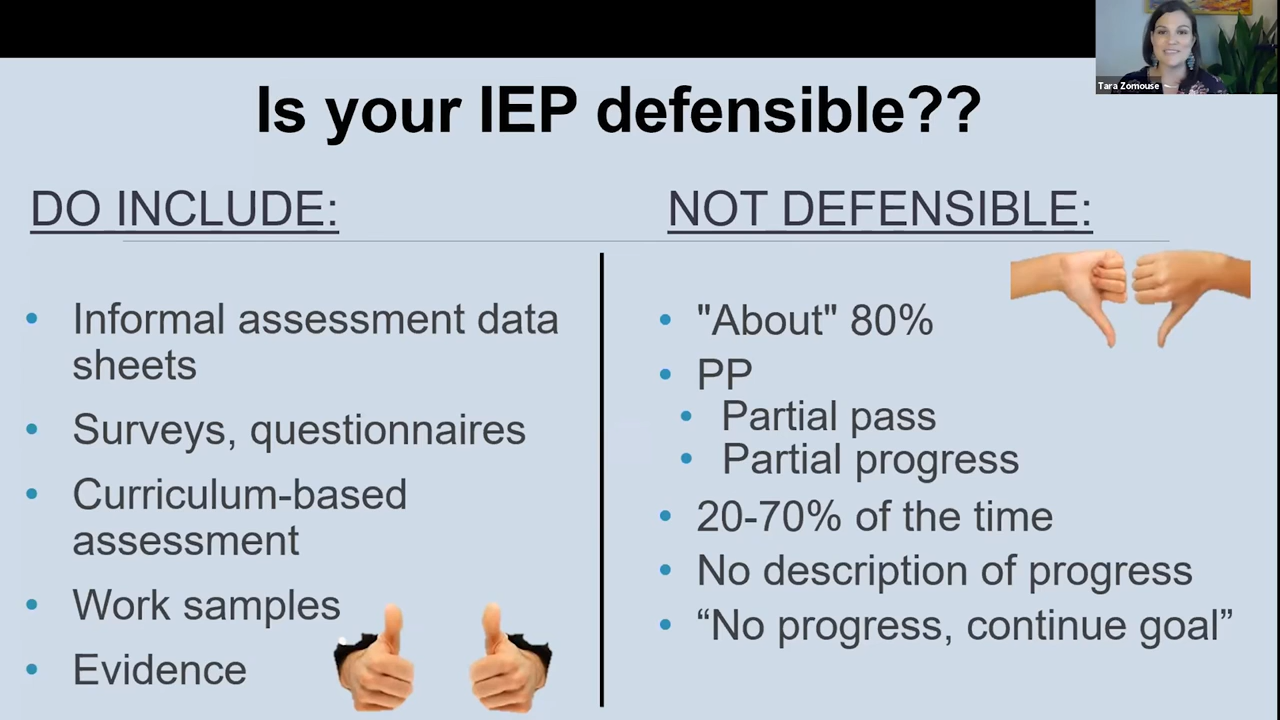 Tara Zomouse
Is your IEP defensible??
DO INCLUDE:
• Informal assessment data
sheets
• Surveys, questionnaires
• Curriculum-based
assessment
• Work samples
• Evidence
NOT DEFENSIBLE:
• "About" 80%
• PP
• Partial pass
• Partial progress
• 20-70% of the time
• No description of progress
• “No progress, continue goal”